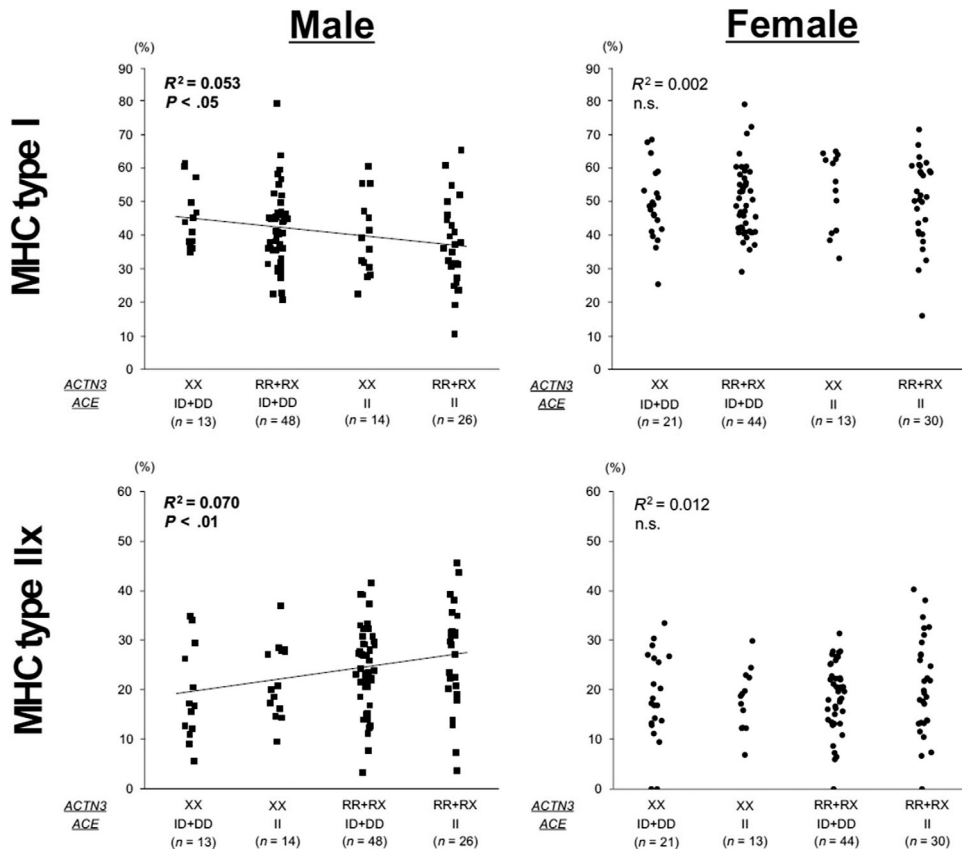 Male
Female
MHC type I
(%)
R² = 0.053
P < .05
90
80
70
60
50
40
30
20
10
0
ACTN3 XX RR+RX XX RR+RX
ACE ID+DD ID+DD II II
(n = 13) (n = 48) (n = 14) (n = 26)
(%)
R² = 0.002
n.s.
90
80
70
60
50
40
30
20
10
0
ACTN3 XX RR+RX XX RR+RX
ACE ID+DD ID+DD II II
(n = 21) (n = 44) (n = 13) (n = 30)
MHC type IIx
(%)
R² = 0.070
P < .01
60
50
40
30
20
10
0
ACTN3 XX XX RR+RX RR+RX
ACE ID+DD II ID+DD II
(n = 13) (n = 14) (n = 48) (n = 26)
(%)
R² = 0.012
n.s.
60
50
40
30
20
10
0
ACTN3 XX XX RR+RX RR+RX
ACE ID+DD II ID+DD II
(n = 21) (n = 13) (n = 44) (n = 30)